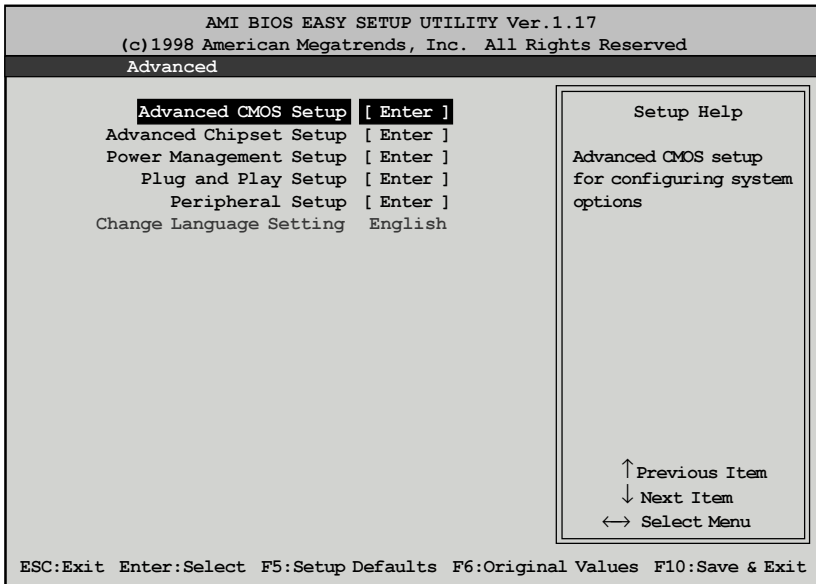 AMI BIOS EASY SETUP UTILITY Ver.1.17
(c)1998 American Megatrends, Inc. All Rights Reserved
Advanced
Advanced CMOS Setup [ Enter ]
Advanced Chipset Setup [ Enter ]
Power Management Setup [ Enter ]
Plug and Play Setup [ Enter ]
Peripheral Setup [ Enter ]
Change Language Setting English
Setup Help
Advanced CMOS setup
for configuring system
options
↑ Previous Item
↓ Next Item
←→ Select Menu
ESC:Exit Enter:Select F5:Setup Defaults F6:Original Values F10:Save & Exit